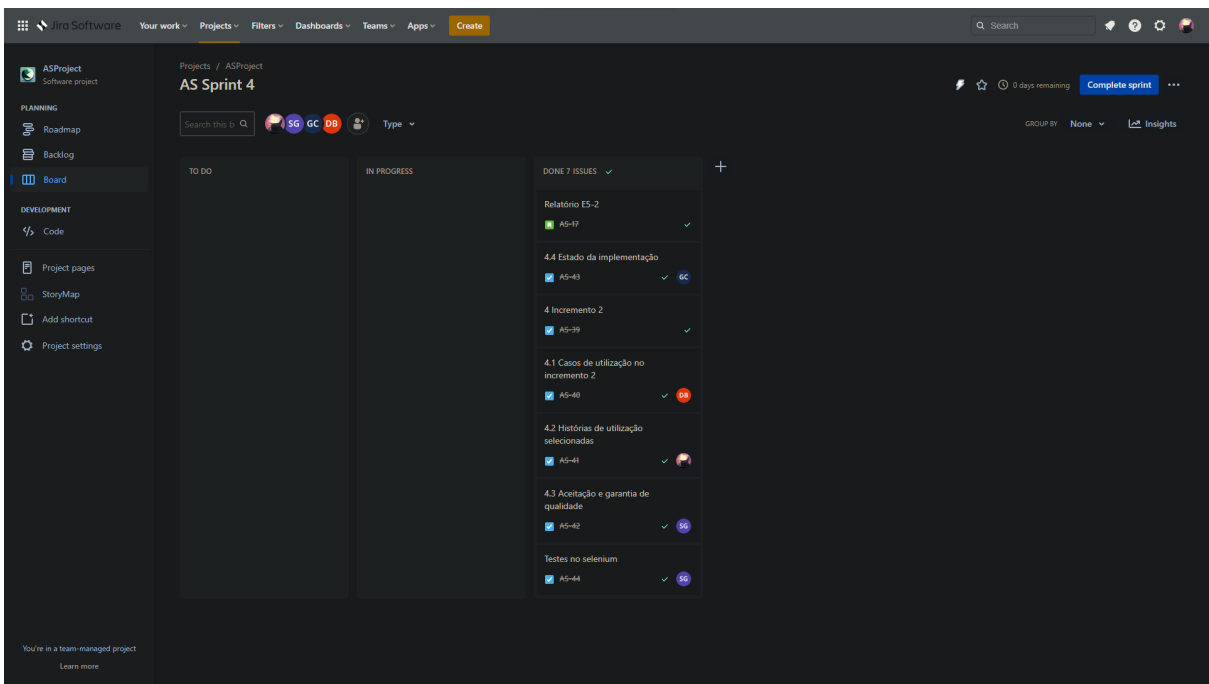 Jira Software Your work Projects Filters Dashboards Teams Apps Create Search
ASProject
Software project
PLANNING
Roadmap
Backlog
Board
DEVELOPMENT
Code
Project pages
StoryMap
Add shortcut
Project settings
You're in a team-managed project
Learn more
Projects / ASProject
AS Sprint 4
0 days remaining Complete sprint
Search this b SG GC DB Type
GROUP BY None Insights
TO DO
IN PROGRESS
DONE 7 ISSUES
Relatório E5-2
AS-17
4.4 Estado da implementação
AS-43 GC
4 Incremento 2
AS-39
4.1 Casos de utilização no
incremento 2
AS-40 DB
4.2 Histórias de utilização
selecionadas
AS-41
4.3 Aceitação e garantia de
qualidade
AS-42 SG
Testes no selenium
AS-44 SG